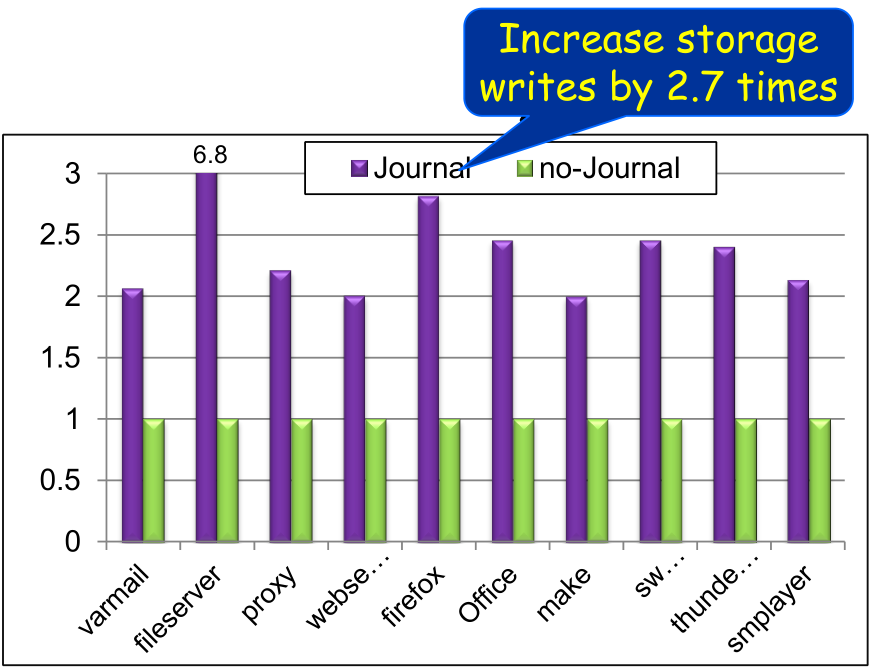 Increase storage
writes by 2.7 times
6.8
Journal
no-Journal
3
2.5
2
1.5
1
0.5
0
varmail
fileserver
proxy
webse…
firefox
Office
make
sw…
thunde…
smplayer